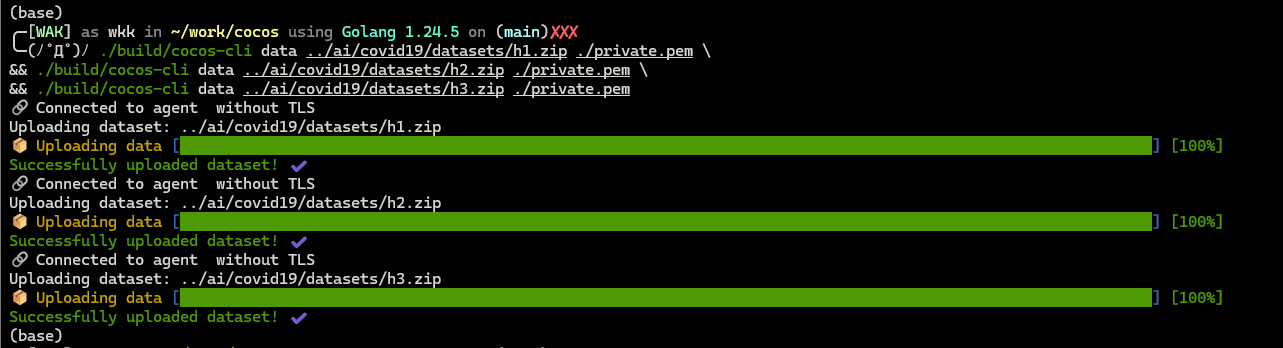 (base)
╭─[WAK] as wkk in ~/work/cocos using Golang 1.24.5 on (main)✗✗✗
╰─(ﾉ˚Д˚)ﾉ ./build/cocos-cli data ../ai/covid19/datasets/h1.zip ./private.pem \
&& ./build/cocos-cli data ../ai/covid19/datasets/h2.zip ./private.pem \
&& ./build/cocos-cli data ../ai/covid19/datasets/h3.zip ./private.pem
🔗 Connected to agent  without TLS
Uploading dataset: ../ai/covid19/datasets/h1.zip
📦 Uploading data [█████████████████████████] [100%]
Successfully uploaded dataset! ✔
🔗 Connected to agent  without TLS
Uploading dataset: ../ai/covid19/datasets/h2.zip
📦 Uploading data [█████████████████████████] [100%]
Successfully uploaded dataset! ✔
🔗 Connected to agent  without TLS
Uploading dataset: ../ai/covid19/datasets/h3.zip
📦 Uploading data [█████████████████████████] [100%]
Successfully uploaded dataset! ✔
(base)